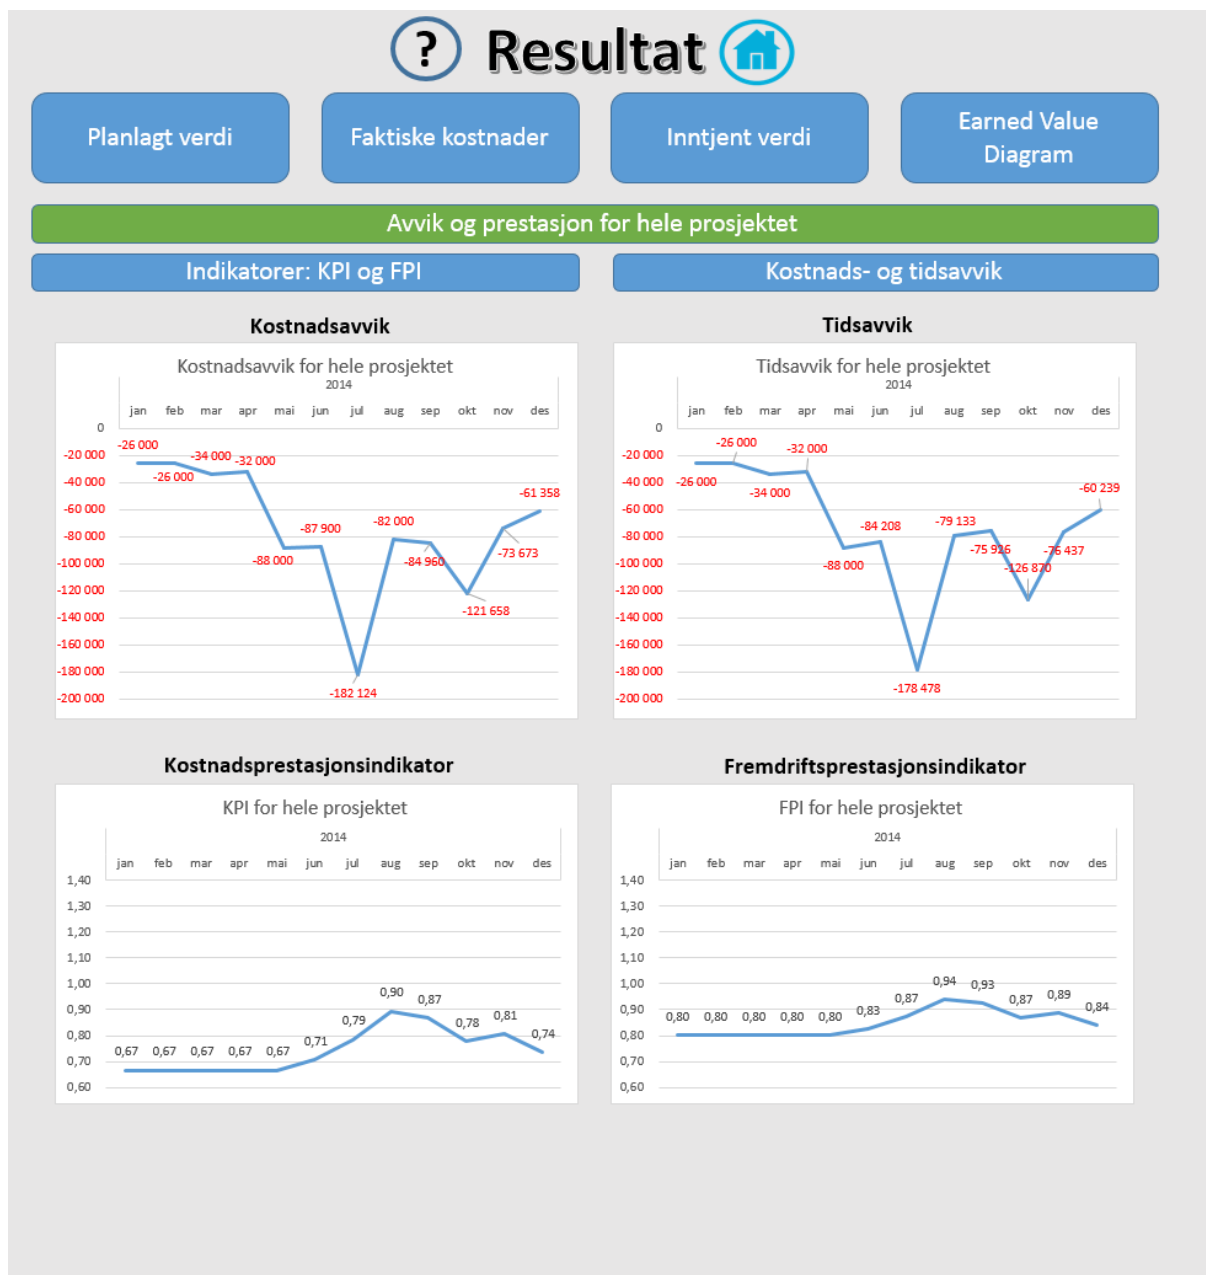 ? Resultat
Planlagt verdi
Faktiske kostnader
Inntjent verdi
Earned Value
Diagram
Avvik og prestasjon for hele prosjektet
Indikatorer: KPI og FPI
Kostnads- og tidsavvik
Kostnadsavvik
Kostnadsavvik for hele prosjektet
2014
jan feb mar apr mai jun jul aug sep okt nov des
0
-20 000
-40 000
-60 000
-80 000
-100 000
-120 000
-140 000
-160 000
-180 000
-200 000
-26 000
-26 000
-34 000
-32 000
-88 000
-87 900
-182 124
-82 000
-84 960
-121 658
-73 673
-61 358
Tidsavvik
Tidsavvik for hele prosjektet
2014
jan feb mar apr mai jun jul aug sep okt nov des
0
-20 000
-40 000
-60 000
-80 000
-100 000
-120 000
-140 000
-160 000
-180 000
-200 000
-26 000
-26 000
-34 000
-32 000
-88 000
-84 208
-178 478
-79 133
-75 926
-126 870
-76 437
-60 239
Kostnadsprestasjonsindikator
KPI for hele prosjektet
2014
jan feb mar apr mai jun jul aug sep okt nov des
1,40
1,30
1,20
1,10
1,00
0,90
0,80
0,70
0,60
0,67 0,67 0,67 0,67 0,67 0,71 0,79 0,90 0,87 0,78 0,81 0,74
Fremdriftsprestasjonsindikator
FPI for hele prosjektet
2014
jan feb mar apr mai jun jul aug sep okt nov des
1,40
1,30
1,20
1,10
1,00
0,90
0,80
0,70
0,60
0,80 0,80 0,80 0,80 0,80 0,83 0,87 0,94 0,93 0,87 0,89 0,84